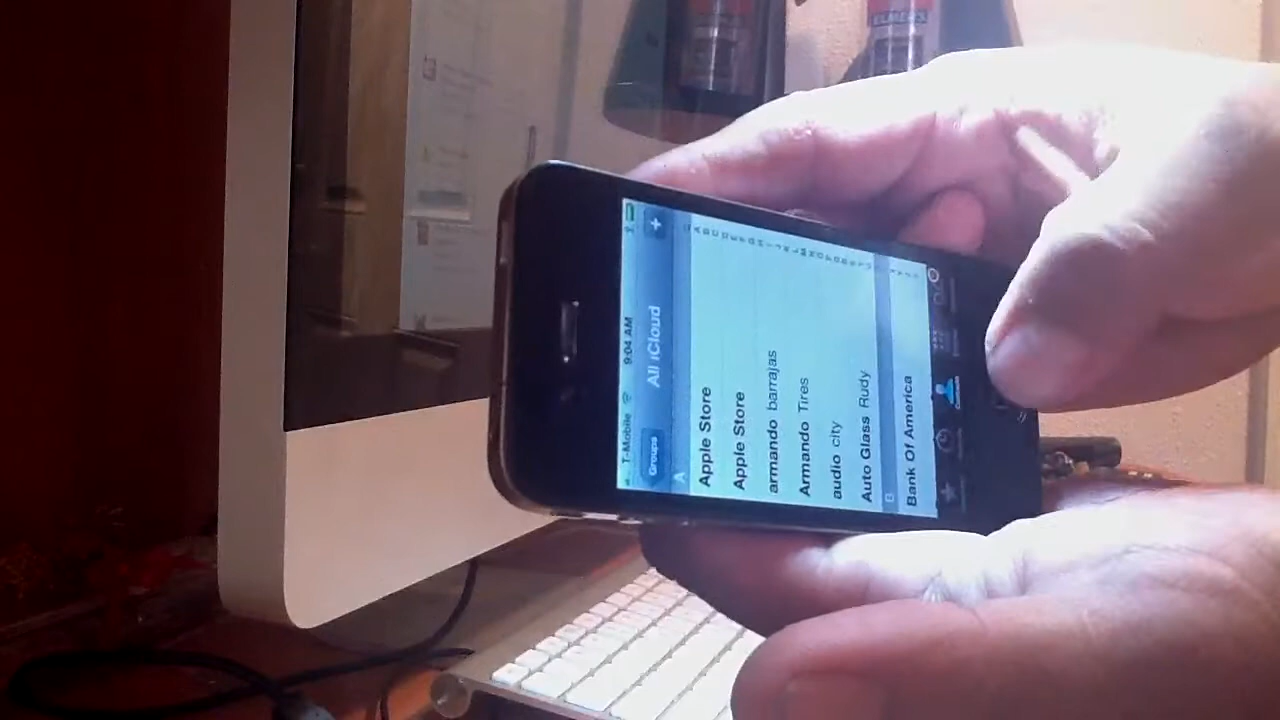 ELMERS
T-Mobile 9:04 AM
Groups All iCloud +
A
Apple Store
Apple Store
armando barrajas
Armando Tires
audio city
Auto Glass Rudy
B
Bank Of America